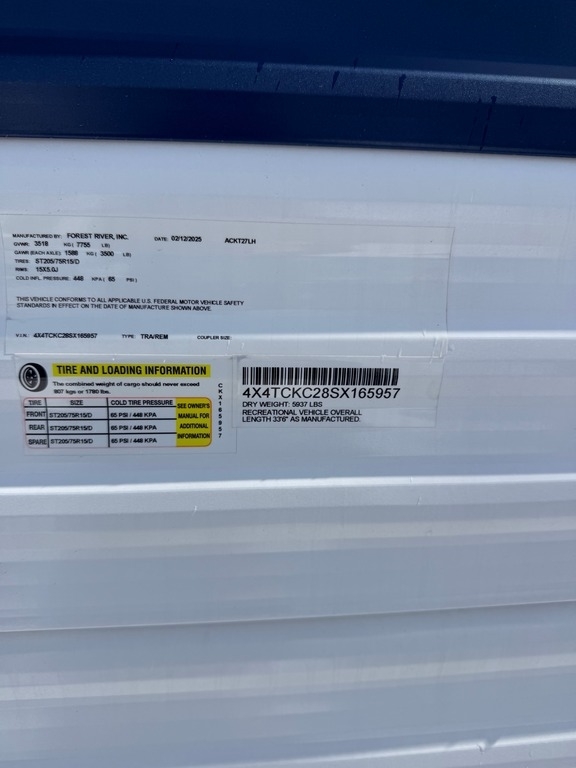 MANUFACTURED BY: FOREST RIVER, INC. DATE: 02/12/2025 ACKT27LH
GVWR: 3518 KG ( 7755 LB)
GAWR (EACH AXLE) 1588 KG ( 3500 LB)
TIRES: ST205/75R15/D
RIMS: 15X5.0J
COLD INFL. PRESSURE: 448 KPA ( 65 PSI )
THIS VEHICLE CONFORMS TO ALL APPLICABLE U.S. FEDERAL MOTOR VEHICLE SAFETY
STANDARDS IN EFFECT ON THE DATE OF MANUFACTURE SHOWN ABOVE.
V.I.N.: 4X4TCKC28SX165957 TYPE: TRA/REM COUPLER SIZE:
TIRE AND LOADING INFORMATION
The combined weight of cargo should never exceed
807 kgs or 1780 lbs.
TIRE SIZE COLD TIRE PRESSURE
FRONT ST205/75R15/D 65 PSI / 448 KPA
REAR ST205/75R15/D 65 PSI / 448 KPA
SPARE ST205/75R15/D 65 PSI / 448 KPA
SEE OWNER'S
MANUAL FOR
ADDITIONAL
INFORMATION
CKX165957
4X4TCKC28SX165957
DRY WEIGHT: 5937 LBS
RECREATIONAL VEHICLE OVERALL
LENGTH 33'6" AS MANUFACTURED.